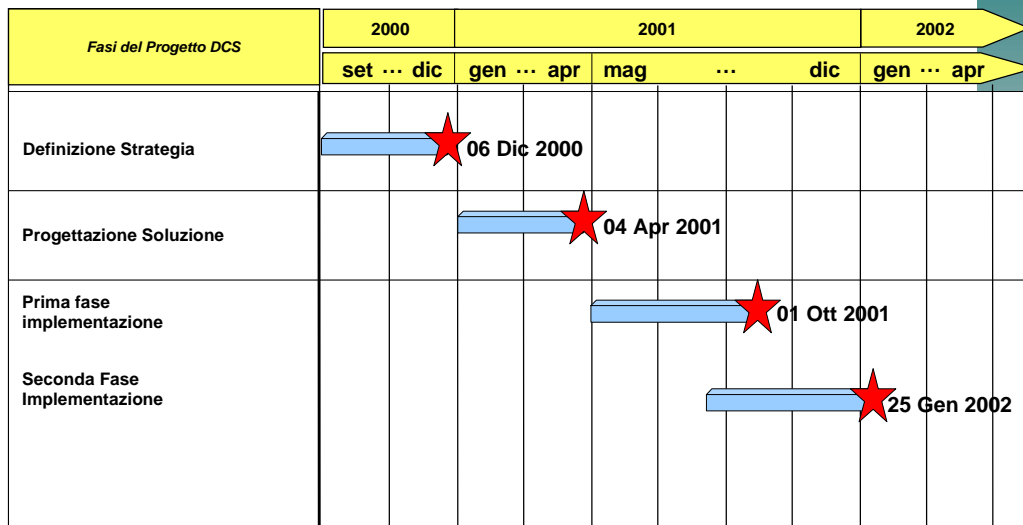 Fasi del Progetto DCS
2000
2001
2002
set ... dic
gen ... apr
mag ... dic
gen ... apr
Definizione Strategia
06 Dic 2000
Progettazione Soluzione
04 Apr 2001
Prima fase
implementazione
01 Ott 2001
Seconda Fase
Implementazione
25 Gen 2002